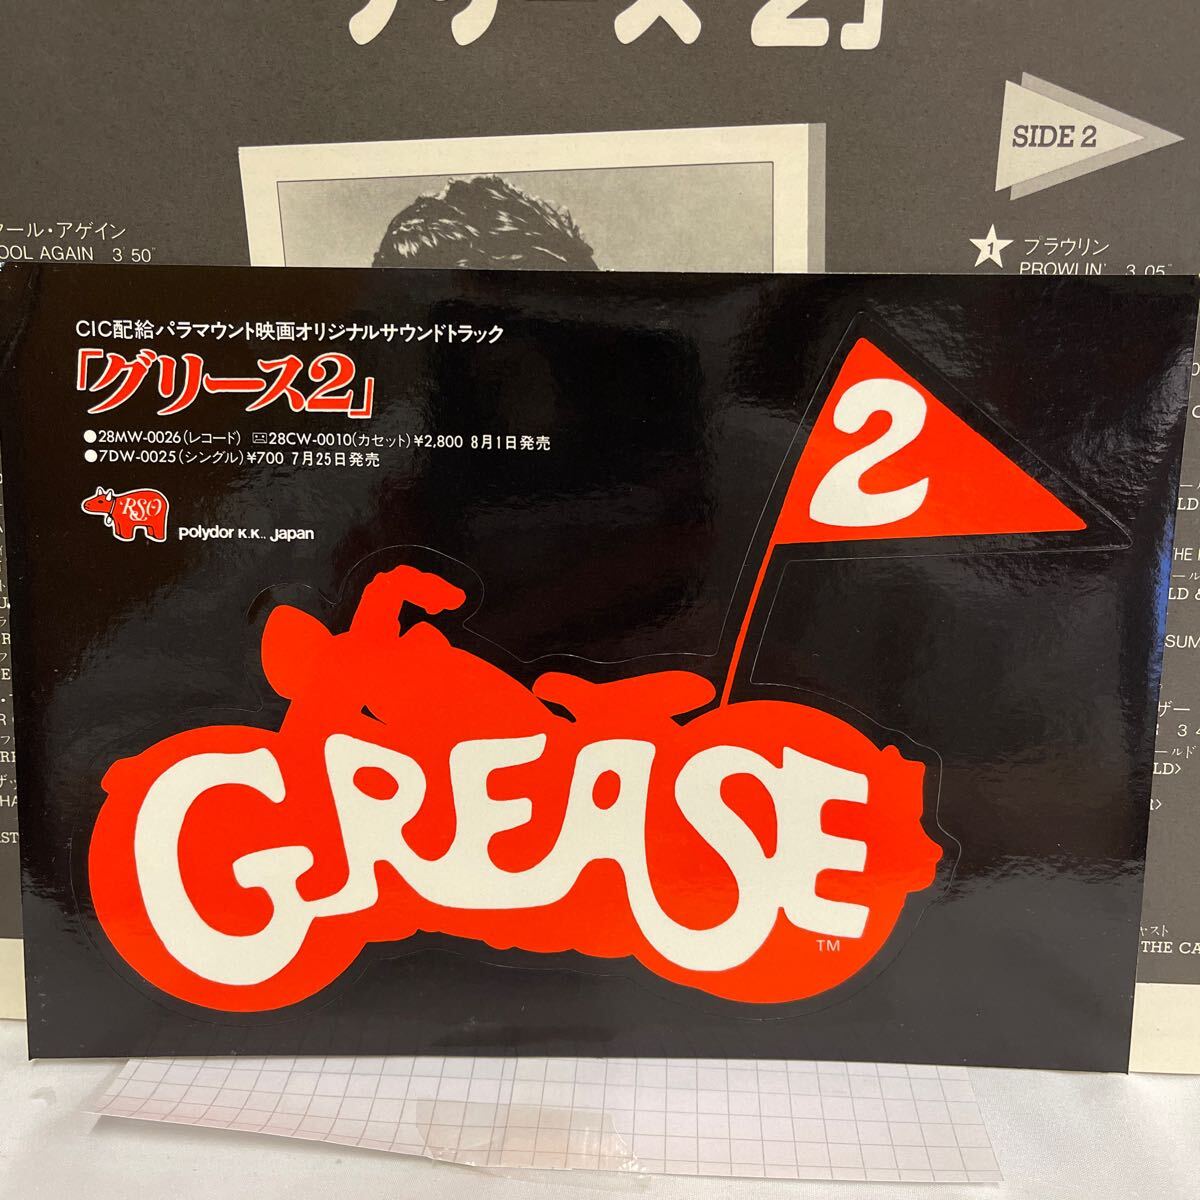 グリース2」
SIDE 2
クール・アゲイン
OOL AGAIN 3'50"
1 プラウリン
PROWLIN' 3'05"
CIC配給パラマウント映画オリジナルサウンドトラック
「グリース2」
●28MW-0026(レコード) 28CW-0010(カセット)¥2,800 8月1日発売
●7DW-0025(シングル)¥700 7月25日発売
RSO
polydor K.K., Japan
2
GREASE
TM
THE CA